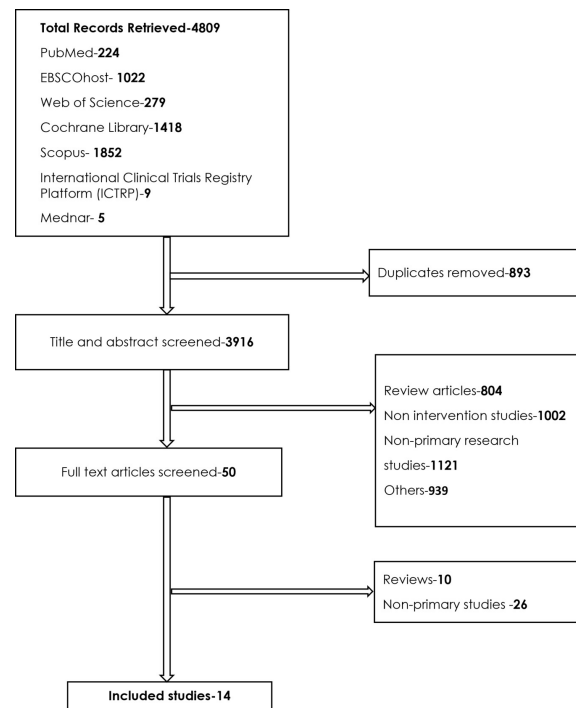 Total Records Retrieved-4809
PubMed-224
EBSCOhost- 1022
Web of Science-279
Cochrane Library-1418
Scopus- 1852
International Clinical Trials Registry
Platform (ICTRP)-9
Mednar- 5
Duplicates removed-893
Title and abstract screened-3916
Review articles-804
Non intervention studies-1002
Non-primary research
studies-1121
Others-939
Full text articles screened-50
Reviews-10
Non-primary studies -26
Included studies-14